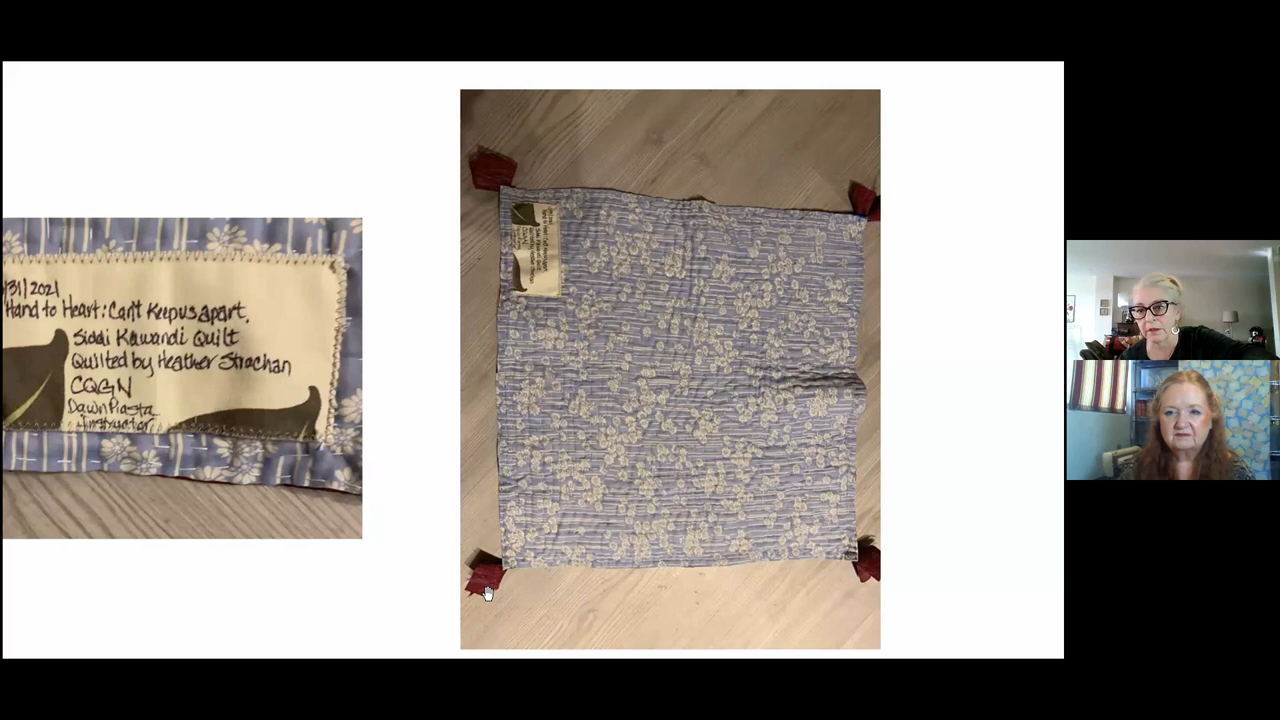 /31/2021
Hand to Heart: Can't Keep us apart.
Siddi Kawandi Quilt
Quilted by Heather Strachan
CQGN
Dawn Piasta
Instructor